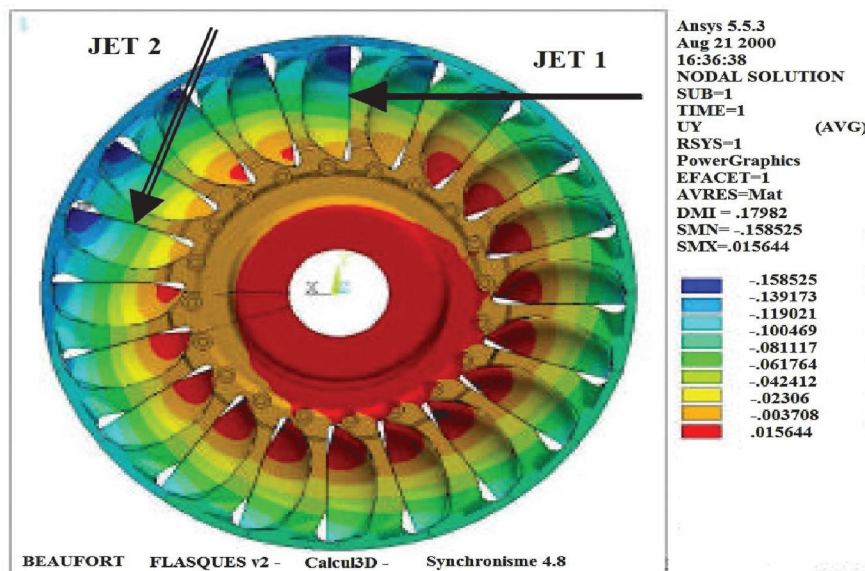 JET 2
JET 1
X
Ansys 5.5.3
Aug 21 2000
16:36:38
NODAL SOLUTION
SUB=1
TIME=1
UY (AVG)
RSYS=1
PowerGraphics
EFACET=1
AVRES=Mat
DMI = .17982
SMN= -.158525
SMX=.015644
-.158525
-.139173
-.119021
-.100469
-.081117
-.061764
-.042412
-.02306
-.003708
.015644
BEAUFORT FLASQUES v2 - Calcul3D - Synchronisme 4.8